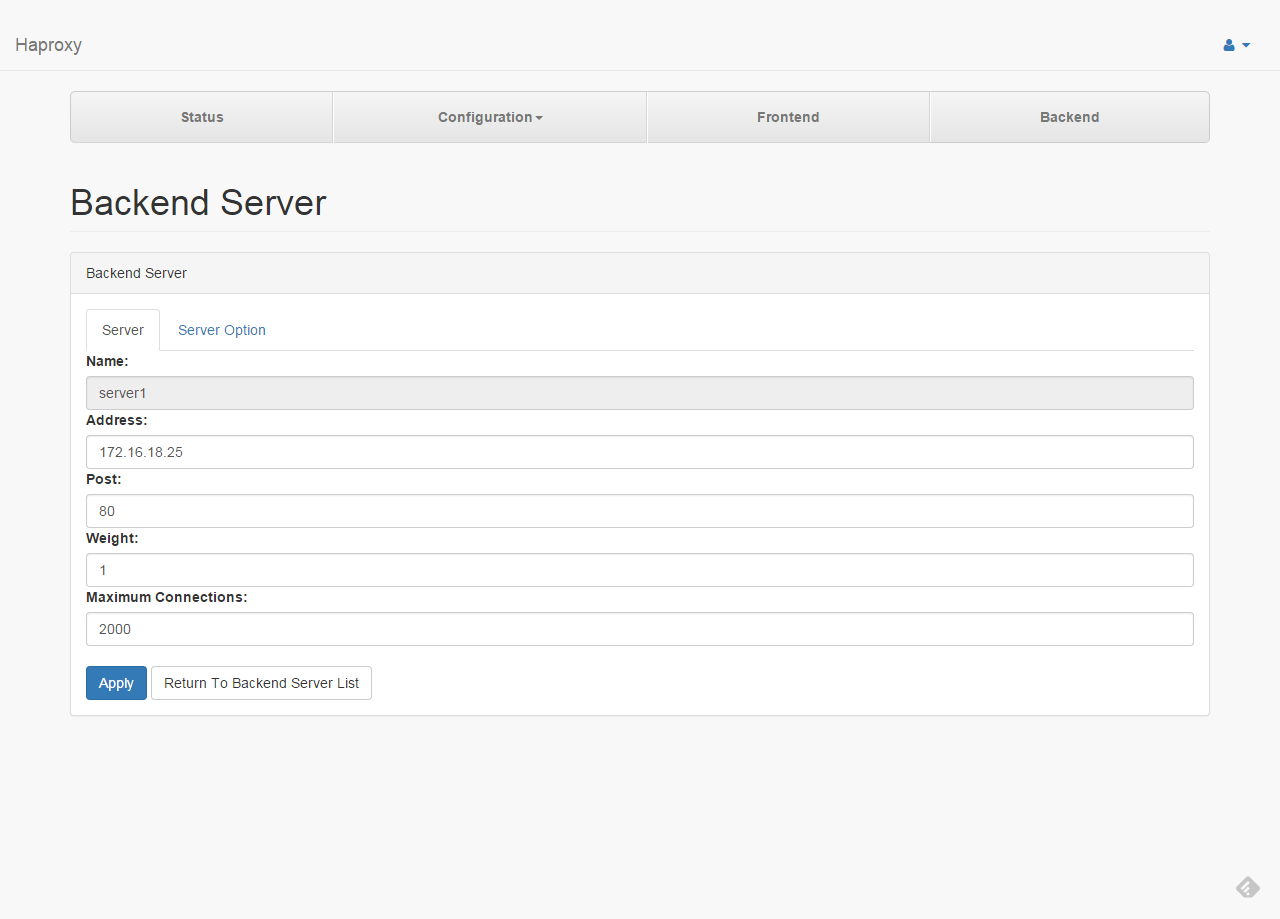 Haproxy
Status Configuration Frontend Backend
Backend Server
Backend Server
Server Server Option
Name:
server1
Address:
172.16.18.25
Post:
80
Weight:
1
Maximum Connections:
2000
Apply Return To Backend Server List